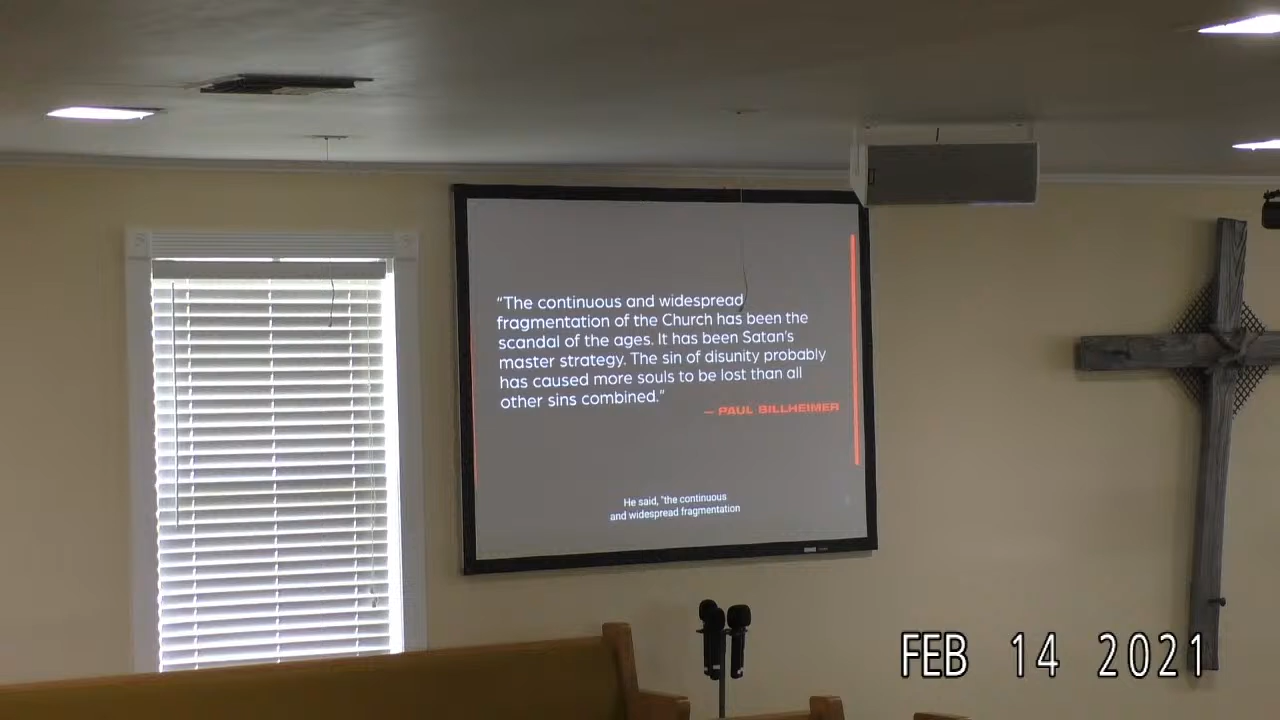 “The continuous and widespread
fragmentation of the Church has been the
scandal of the ages. It has been Satan's
master strategy. The sin of disunity probably
has caused more souls to be lost than all
other sins combined.”
— PAUL BILLHEIMER
He said, "the continuous
and widespread fragmentation
FEB 14 2021